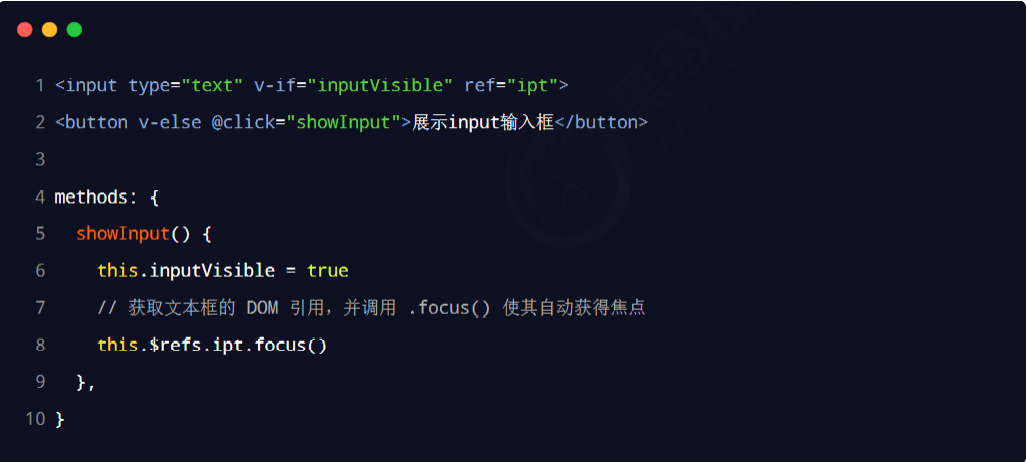 1 <input type="text" v-if="inputVisible" ref="ipt">
2 <button v-else @click="showInput">展示input输入框</button>
3
4 methods: {
5   showInput() {
6     this.inputVisible = true
7     // 获取文本框的 DOM 引用，并调用 .focus() 使其自动获得焦点
8     this.$refs.ipt.focus()
9   },
10 }